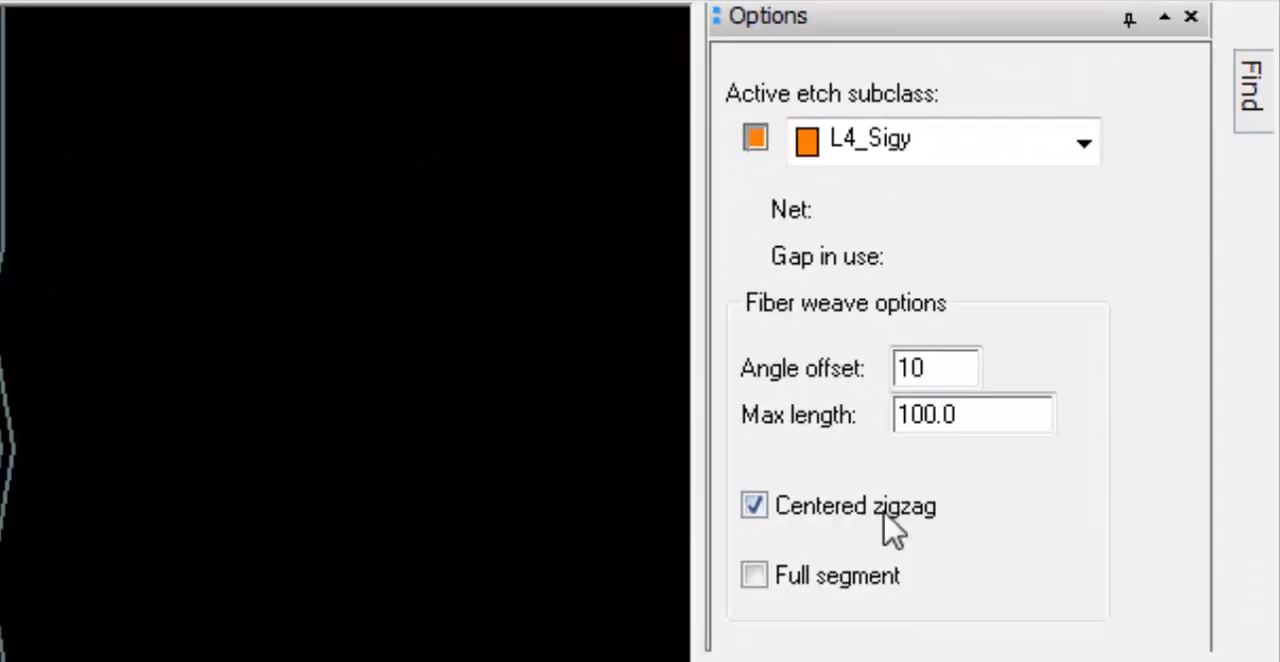 Options
Find
Active etch subclass:
L4_Sigy
Net:
Gap in use:
Fiber weave options
Angle offset: 10
Max length: 100.0
Centered zigzag
Full segment